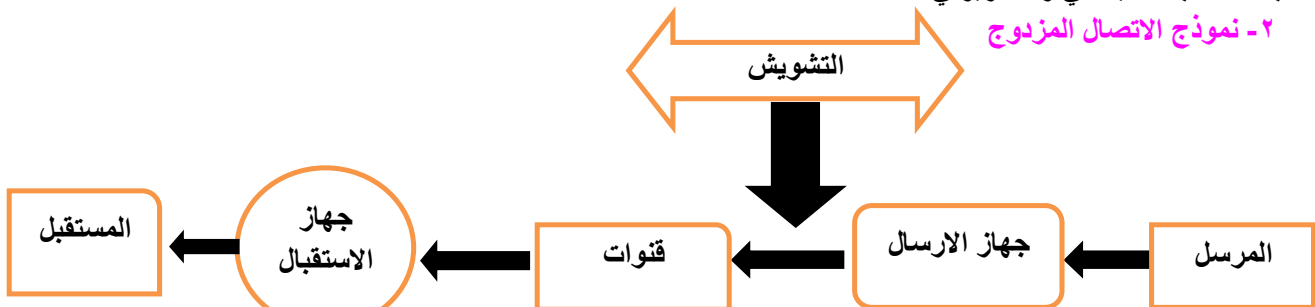 ٢- نموذج الاتصال المزدوج
التشويش
المرسل
جهاز الارسال
قنوات
جهاز
الاستقبال
المستقبل